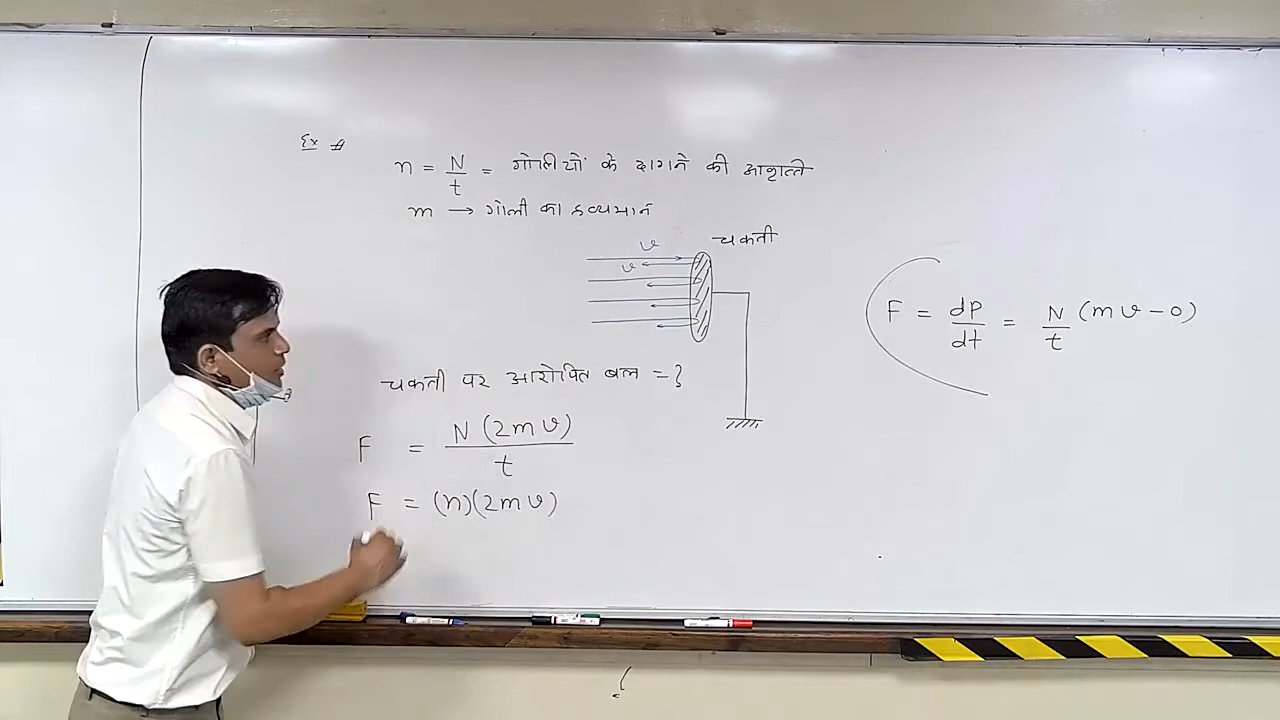 Ex #
n = N/t = गोलीयों के दागने की आवृत्ति
m → गोली का द्रव्यमान
चकती
v
v
F = dP/dt = N/t (mv - 0)
चकती पर आरोपित बल = ?
F = N(2mv)/t
F = (n)(2mv)